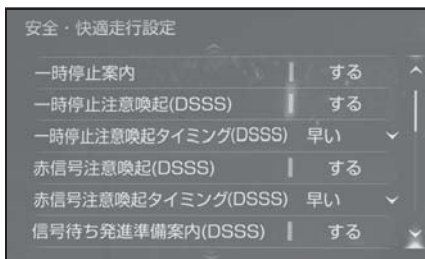 安全・快適走行設定
一時停止案内 する
一時停止注意喚起(DSSS) する
一時停止注意喚起タイミング(DSSS) 早い
赤信号注意喚起(DSSS) する
赤信号注意喚起タイミング(DSSS) 早い
信号待ち発進準備案内(DSSS) する